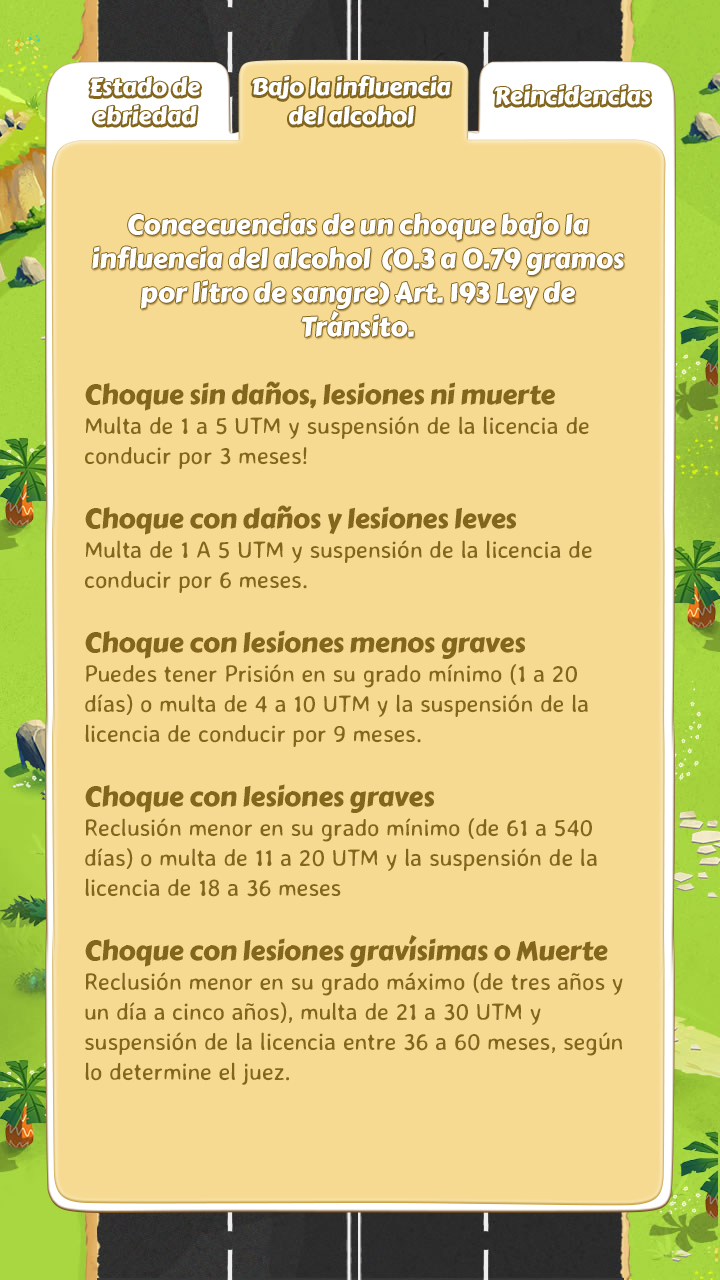 Estado de
ebriedad
Bajo la influencia
del alcohol
Reincidencias
Concecuencias de un choque bajo la
influencia del alcohol (0.3 a 0.79 gramos
por litro de sangre) Art. 193 Ley de
Tránsito.
Choque sin daños, lesiones ni muerte
Multa de 1 a 5 UTM y suspensión de la licencia de
conducir por 3 meses!
Choque con daños y lesiones leves
Multa de 1 A 5 UTM y suspensión de la licencia de
conducir por 6 meses.
Choque con lesiones menos graves
Puedes tener Prisión en su grado mínimo (1 a 20
días) o multa de 4 a 10 UTM y la suspensión de la
licencia de conducir por 9 meses.
Choque con lesiones graves
Reclusión menor en su grado mínimo (de 61 a 540
días) o multa de 11 a 20 UTM y la suspensión de la
licencia de 18 a 36 meses
Choque con lesiones gravísimas o Muerte
Reclusión menor en su grado máximo (de tres años y
un día a cinco años), multa de 21 a 30 UTM y
suspensión de la licencia entre 36 a 60 meses, según
lo determine el juez.